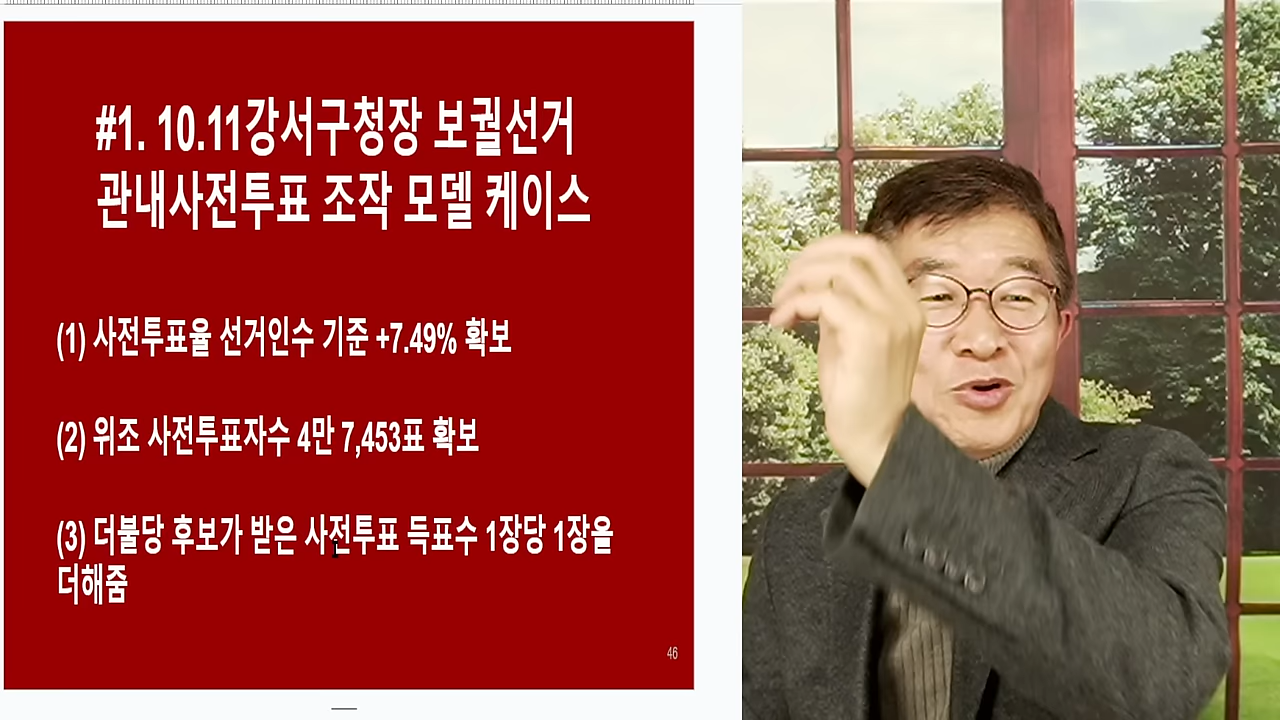 #1. 10.11강서구청장 보궐선거
관내사전투표 조작 모델 케이스
(1) 사전투표율 선거인수 기준 +7.49% 확보
(2) 위조 사전투표자수 4만 7,453표 확보
(3) 더불당 후보가 받은 사전투표 득표수 1장당 1장을
더해줌
46